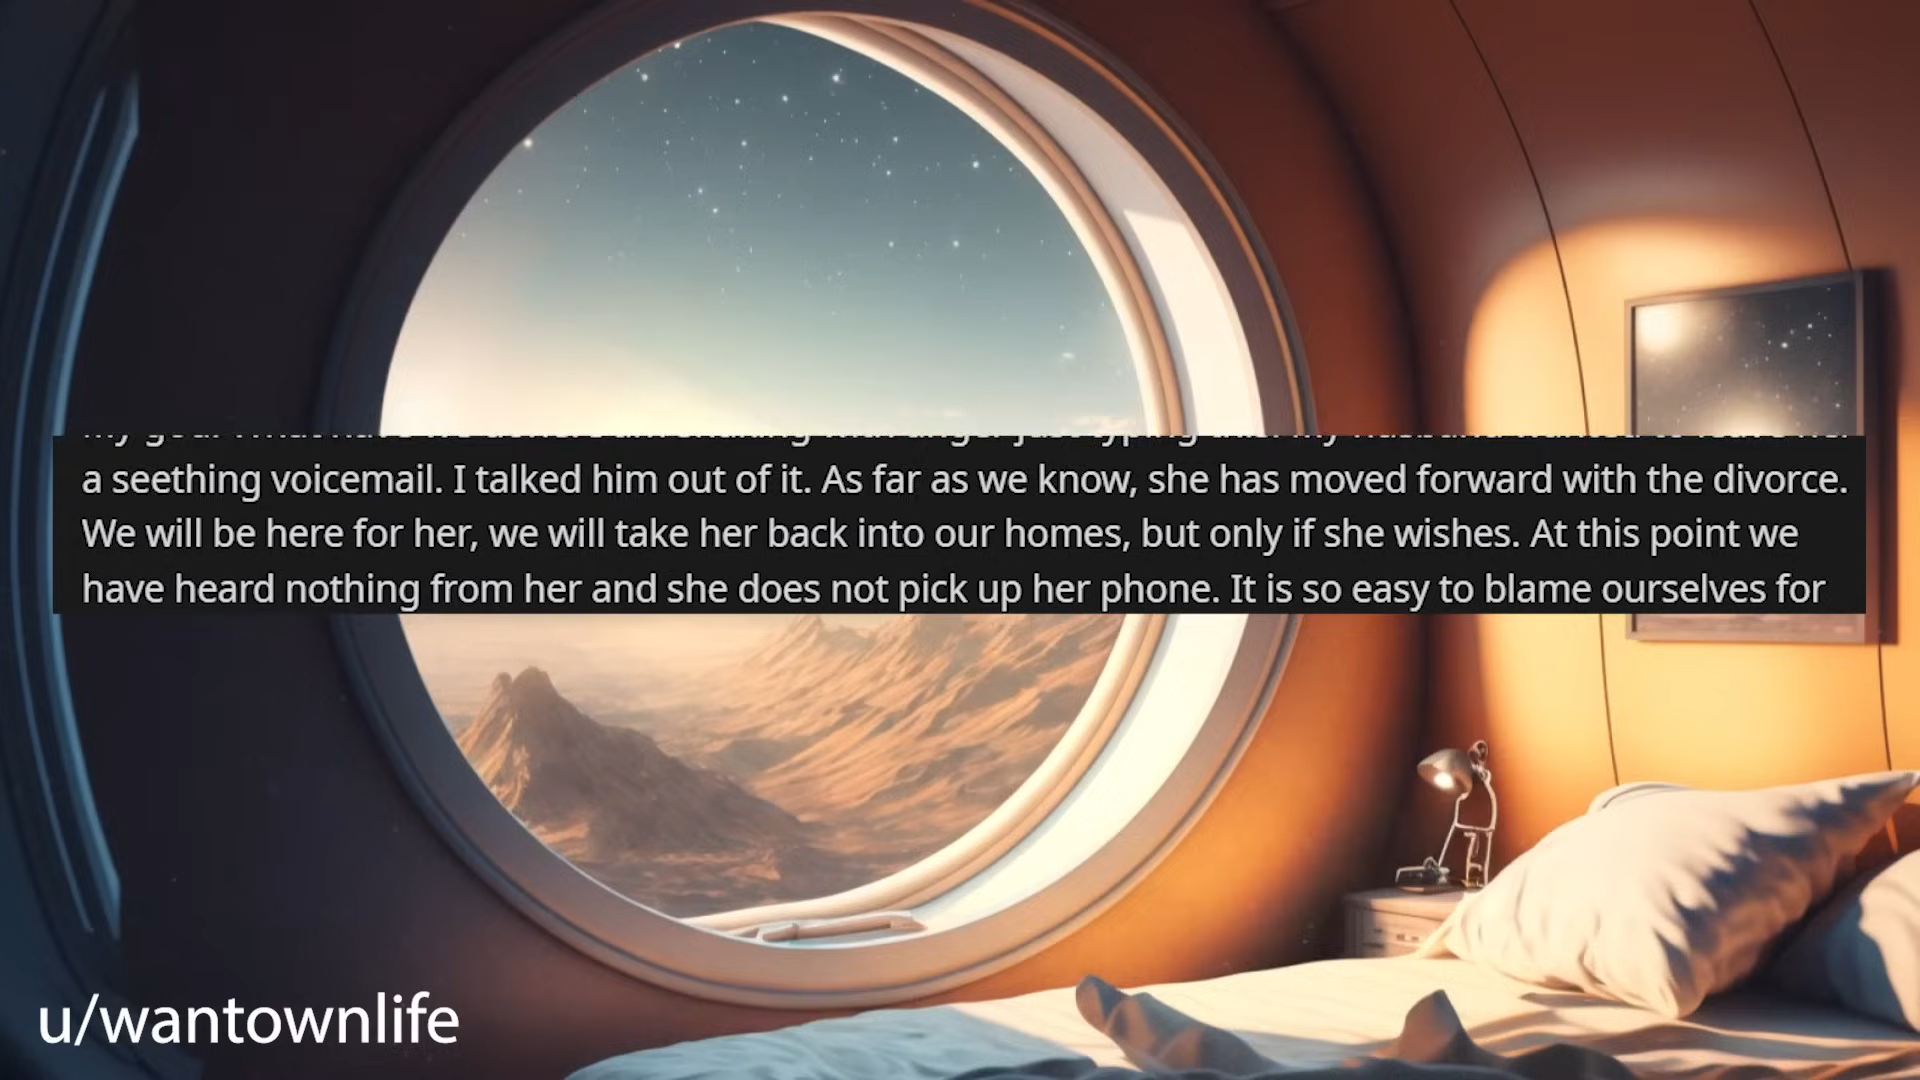 a seething voicemail. I talked him out of it. As far as we know, she has moved forward with the divorce.
We will be here for her, we will take her back into our homes, but only if she wishes. At this point we
have heard nothing from her and she does not pick up her phone. It is so easy to blame ourselves for
u/wantownlife